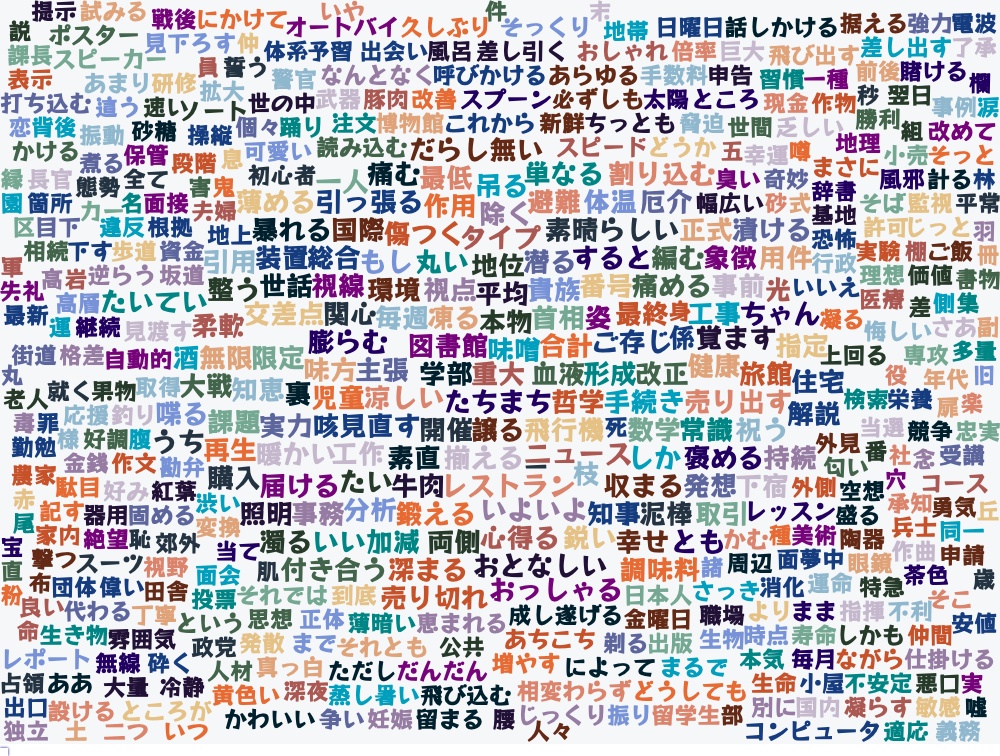 提示 試みる 戦後 にかけて いや 件 末
説 ポスター オートバイ 久しぶり そっくり 地帯 日曜日 話しかける 据える 強力 電波
課長 スピーカー 見下ろす 仲 体系 予習 出会い 風呂 差し引く おしゃれ 倍率 巨大 飛び出す 差し出す 了承
表示 あまり 研修 員 誓う 警官 なんとなく 呼びかける あらゆる 手数料 申告 習慣 一種 前後 賭ける 欄
打ち込む 違う 速い 拡大 ソート 世の中 武器 豚肉 改善 スプーン 必ずしも 太陽 ところ 現金 作物 秒 翌日 事例 涙
恋 背後 振動 砂糖 操縦 個々 踊り 注文 博物館 これから 新鮮 ちっとも 脅迫 世間 乏しい 勝利 組 改めて
かける 煮る 保管 段階 息 可愛い 読み込む だらし無い スピード どうか 五 幸運 噂 地理 まさに 小売 そっと
縁 長官 態勢 全て 害 鬼 初心者 一人 痛む 最低 吊る 単なる 割り込む 臭い 奇妙 辞書 風邪 計る 林
園 箇所 カー 名 面接 夫婦 薄める 引っ張る 作用 除く 避難 体温 厄介 幅広い 砂 式 基地 そば 監視 平常
区 目下 違反 根拠 地上 暴れる 国際 傷つく タイプ 素晴らしい 正式 漬ける 恐怖 許可 じっと 羽
軍 相続 下す 歩道 資金 引用 装置 総合 もし 丸い 地位 潜る すると 編む 象徴 用件 行政 実験 棚 ご飯 冊
失礼 高岩 逆らう 坂道 整う 世話 視線 環境 視点 平均 貴族 番号 痛める 事前 光 いいえ 理想 価値 書物
最新 高層 たいてい 交差点 関心 毎週 凍る 本物 首相 姿 最終 身 工事 ちゃん 凝る 医療 差 側 集
運 継続 見渡す 柔軟 膨らむ 図書館 味噌 合計 ご存じ 係 覚ます 指定 悔しい さあ 尉
街道 格差 自動的 酒 無限 限定 味方 主張 学部 重大 血液 形成 改正 健康 旅館 住宅 上回る 専攻 多量
丸 老人 就く 男物 取得 大戦 知恵 裏 児童 涼しい たちまち 哲学 手続き 売り出す 解説 検索 栄養 役 年代 旧 扉 楽
毒 罪 応援 釣り 喋る 課題 実力 咳 見直す 開催 譲る 死 飛行機 数学 常識 祝う 外見 当選 競争 忠実
勤勉 様 好調 腹 うち 再生 暖かい 工作 素直 揃える ニュース しか 褒める 持続 匂い 番 社 念 受験
農家 金銭 作文 勘弁 購入 届ける たい 牛肉 レストラン 枝 二 収まる 発想 下宿 外側 空想 穴 コース
赤 駄目 好み 紅葉 渋い 照明 事務 分析 鍛える いよいよ 知事 泥棒 取引 レッスン 盛る 承知 勇気 丘
尾 記す 器用 固める 変換 濁る いい加減 両側 心得る 鋭い 幸せ とも かむ 種 美術 陶器 兵士 同一
宝 家内 絶望 恥 郊外 当て 肌 付き合う 深まる おとなしい 調味料 諸 周辺 面 夢中 眼鏡 作曲 申請
直 撃つ スーツ 視野 面会 それでは 到底 売り切れ おっしゃる 日本人 さっき 消化 運命 特急 茶色 歳
粉 布 団体 偉い 田舎 投票 という 思想 正体 薄暗い 恵まれる 成し遂げる 金曜日 職場 より まま 指揮 不利 そこ
命 良い 代わる 丁寧 政党 発散 まで それとも 公共 あちこち 剃る 出版 生物 時点 寿命 しかも 仲間 安値
生き物 雰囲気 人材 真っ白 ただし だんだん 増やす によって まるで 本気 毎月 ながら 仕掛ける
レポート 無線 砕く
占領 ああ 大量 冷静 黄色い 深夜 蒸し暑い 飛び込む 相変わらず どうしても 生命 小屋 不安定 悪口 実
出口 設ける ところが かわいい 争い 妊娠 留まる 腰 じっくり 振り 留学生 部 別に 国内 凝らす 敏感 嘘
独立 土 二つ いつ 人々 コンピュータ 適応 義務